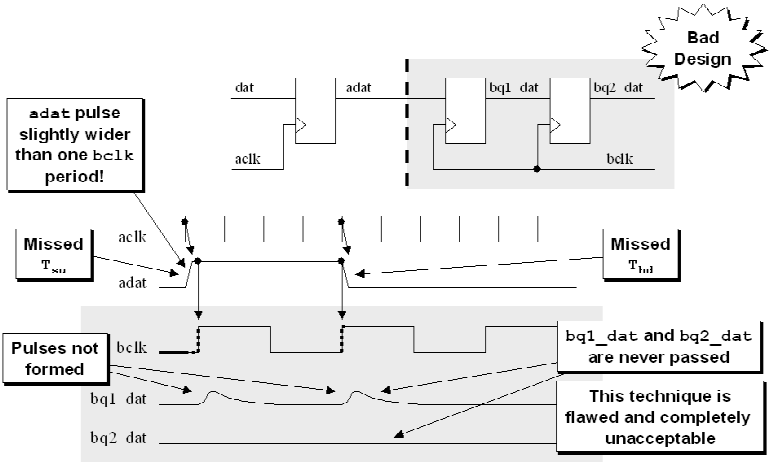 Bad
Design
dat
adat
bq1_dat
bq2_dat
aclk
bclk
adat pulse
slightly wider
than one bclk
period!
aclk
Missed
Tsu
Missed
Thd
adat
bclk
Pulses not
formed
bq1_dat and bq2_dat
are never passed
bq1_dat
This technique is
flawed and completely
unacceptable
bq2_dat